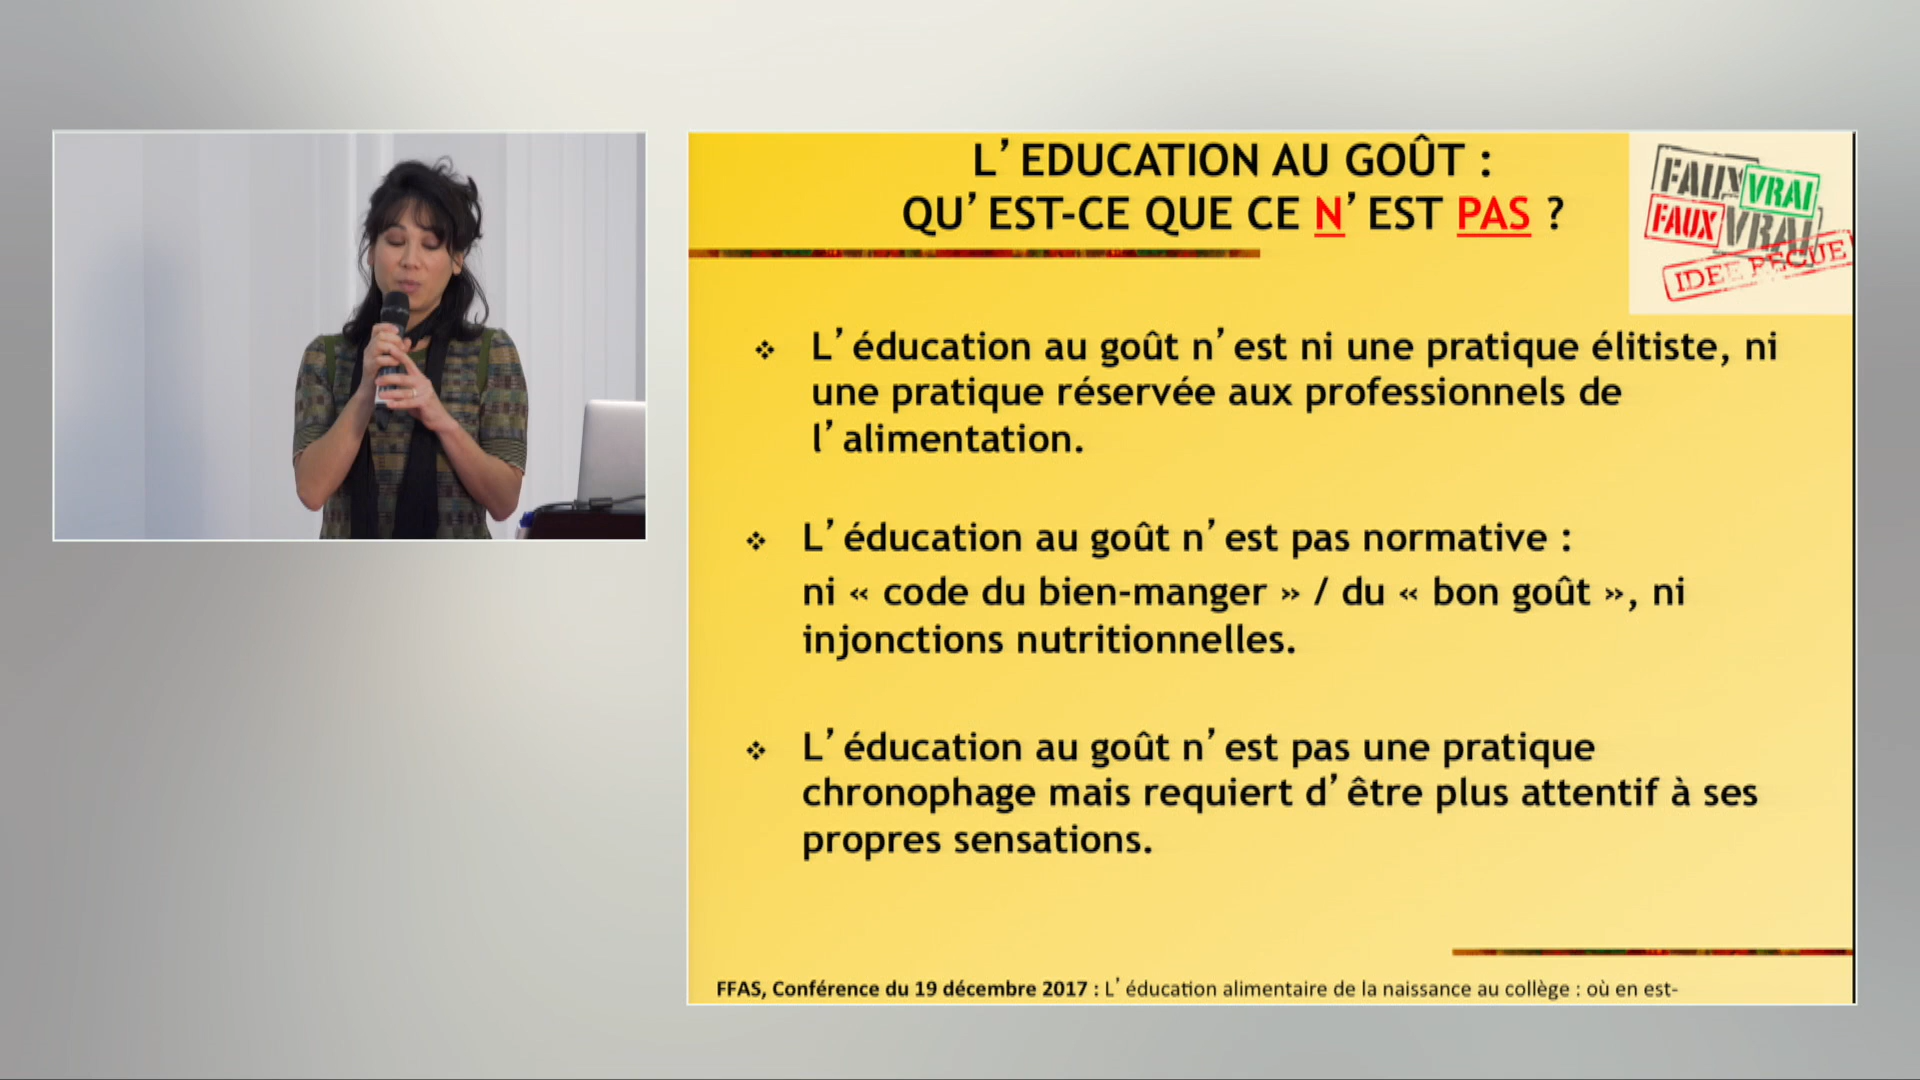 L’EDUCATION AU GOÛT :
QU’EST-CE QUE CE N’EST PAS ?
FAUX VRAI
FAUX VRAI
IDEE REÇUE
L’éducation au goût n’est ni une pratique élitiste, ni
une pratique réservée aux professionnels de
l’alimentation.
L’éducation au goût n’est pas normative :
ni « code du bien-manger » / du « bon goût », ni
injonctions nutritionnelles.
L’éducation au goût n’est pas une pratique
chronophage mais requiert d’être plus attentif à ses
propres sensations.
FFAS, Conférence du 19 décembre 2017 : L’éducation alimentaire de la naissance au collège : où en est-